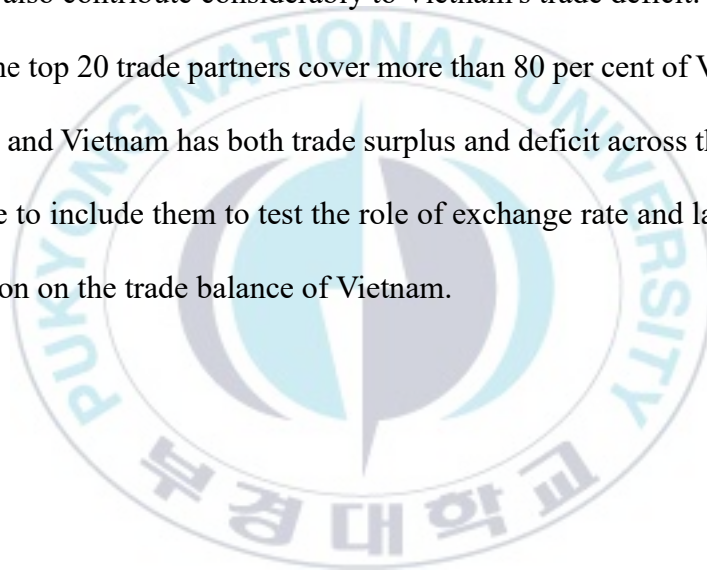 also contribute considerably to Vietnam's trade deficit.
he top 20 trade partners cover more than 80 per cent of V
and Vietnam has both trade surplus and deficit across th
e to include them to test the role of exchange rate and la
on on the trade balance of Vietnam.
PUKYONG NATIONAL UNIVERSITY
부경대학교